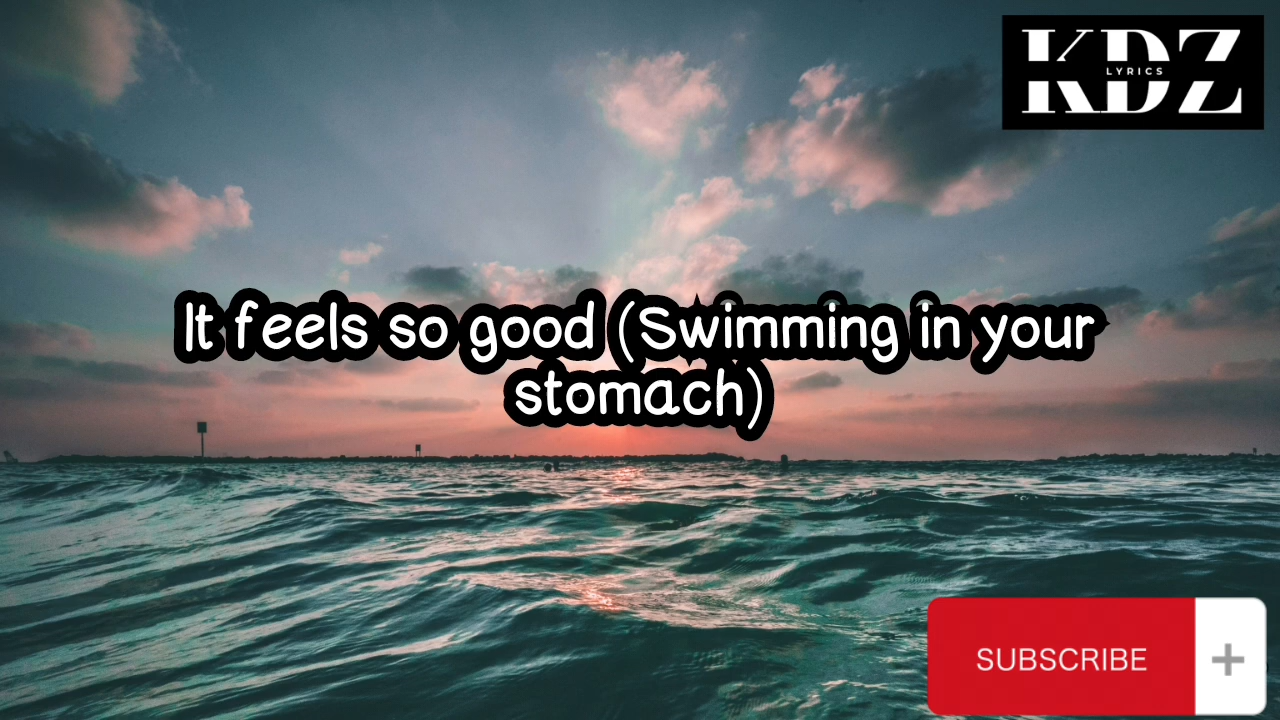 KDZ
LYRICS
It feels so good (Swimming in your
stomach)
SUBSCRIBE +